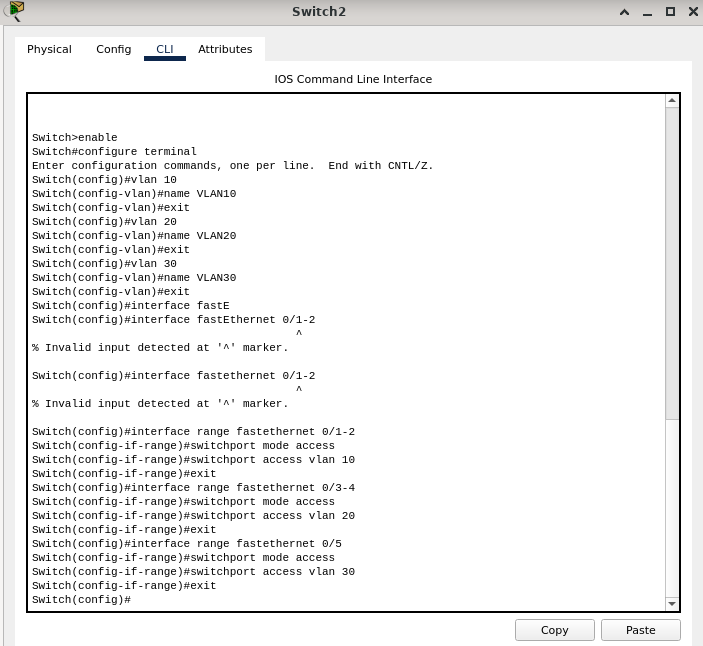 Switch2
Physical Config CLI Attributes
IOS Command Line Interface
Switch>enable
Switch#configure terminal
Enter configuration commands, one per line.  End with CNTL/Z.
Switch(config)#vlan 10
Switch(config-vlan)#name VLAN10
Switch(config-vlan)#exit
Switch(config)#vlan 20
Switch(config-vlan)#name VLAN20
Switch(config-vlan)#exit
Switch(config)#vlan 30
Switch(config-vlan)#name VLAN30
Switch(config-vlan)#exit
Switch(config)#interface fastE
Switch(config)#interface fastEthernet 0/1-2
^
% Invalid input detected at '^' marker.
Switch(config)#interface fastethernet 0/1-2
^
% Invalid input detected at '^' marker.
Switch(config)#interface range fastethernet 0/1-2
Switch(config-if-range)#switchport mode access
Switch(config-if-range)#switchport access vlan 10
Switch(config-if-range)#exit
Switch(config)#interface range fastethernet 0/3-4
Switch(config-if-range)#switchport mode access
Switch(config-if-range)#switchport access vlan 20
Switch(config-if-range)#exit
Switch(config)#interface range fastethernet 0/5
Switch(config-if-range)#switchport mode access
Switch(config-if-range)#switchport access vlan 30
Switch(config-if-range)#exit
Switch(config)#
Copy Paste